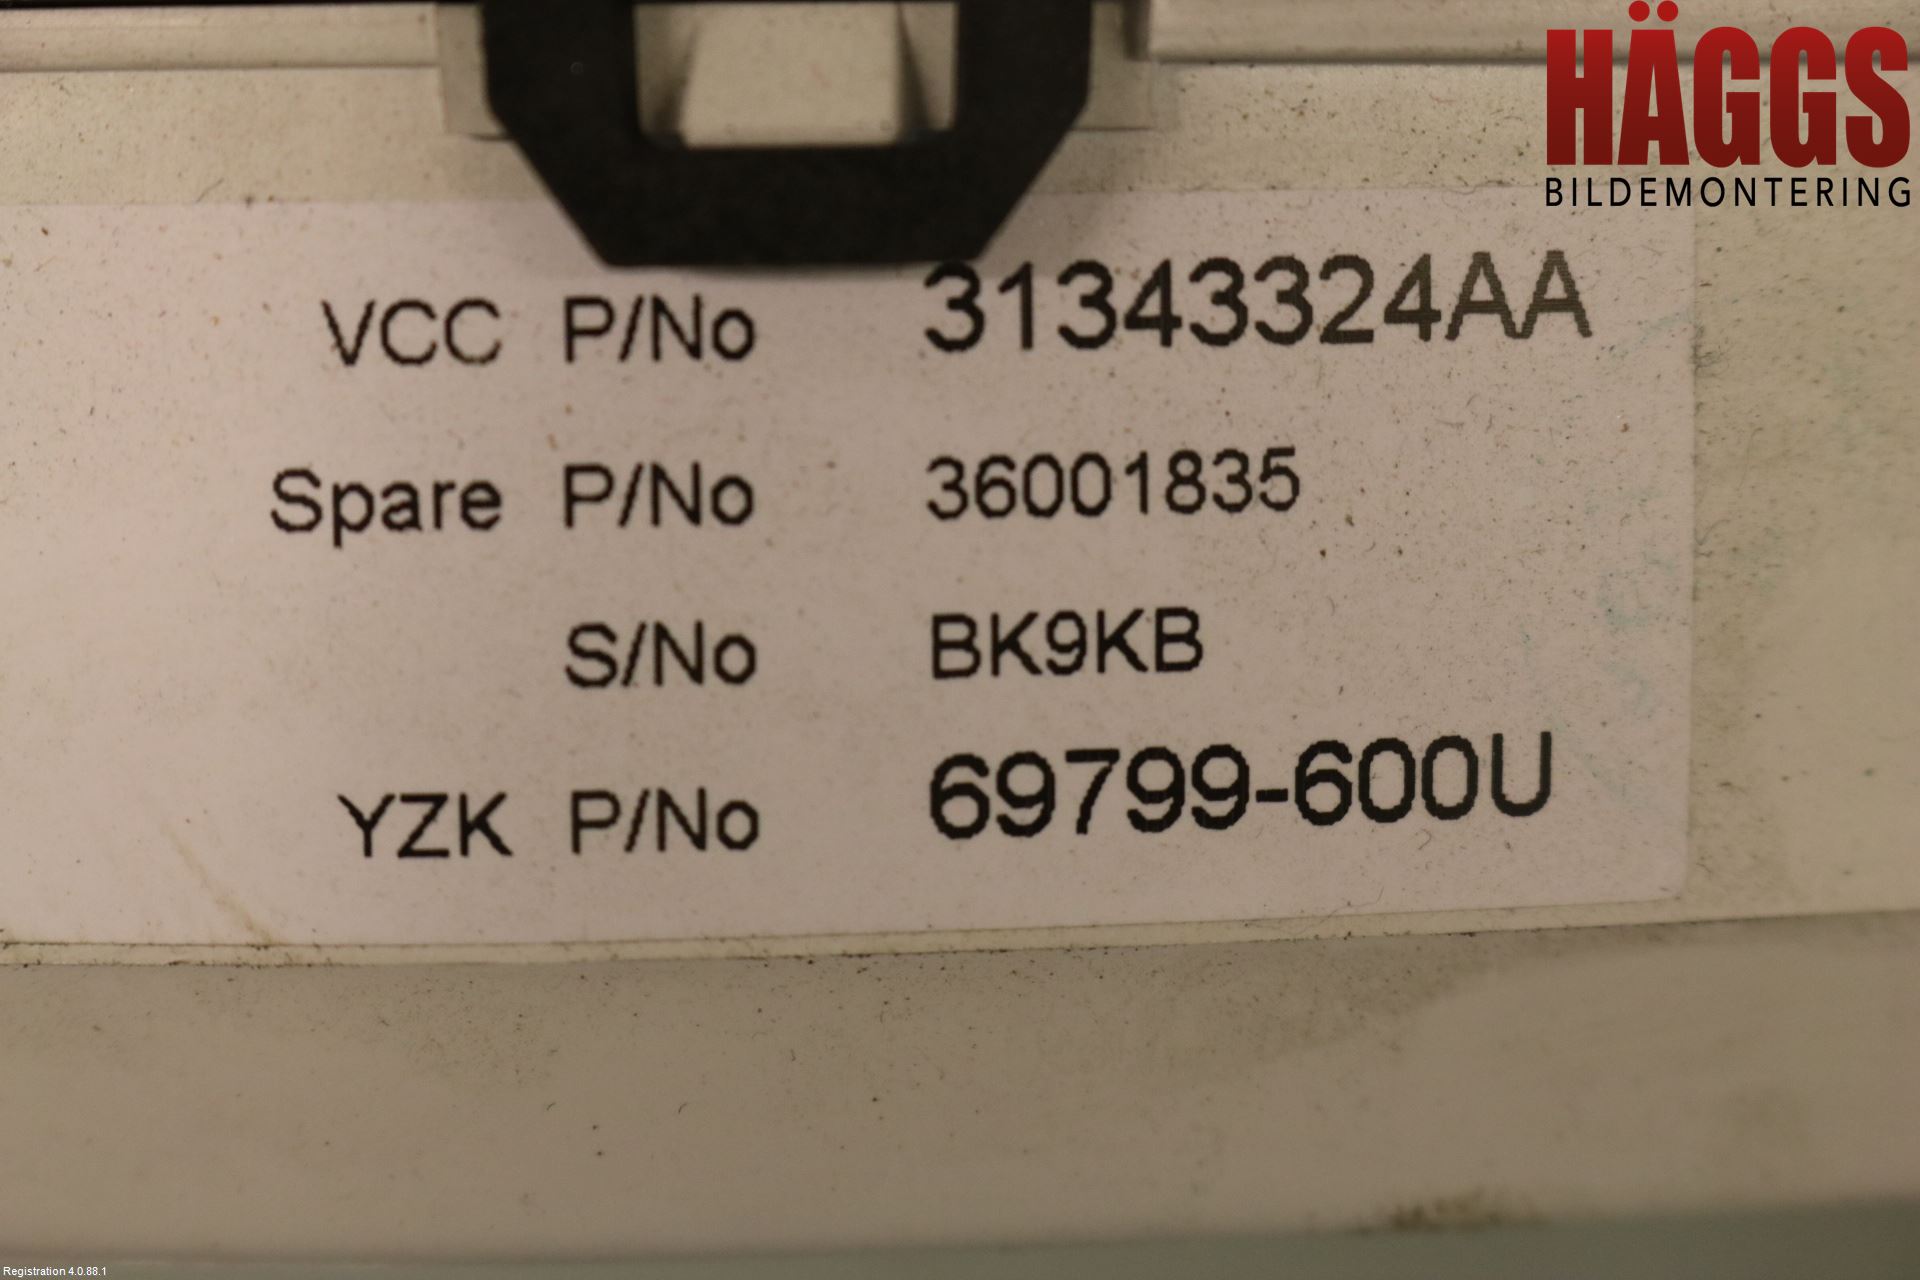 HÄGGS
BILDEMONTERING
VCC P/No 31343324AA
Spare P/No 36001835
S/No BK9KB
YZK P/No 69799-600U
Registration 4.0.88.1